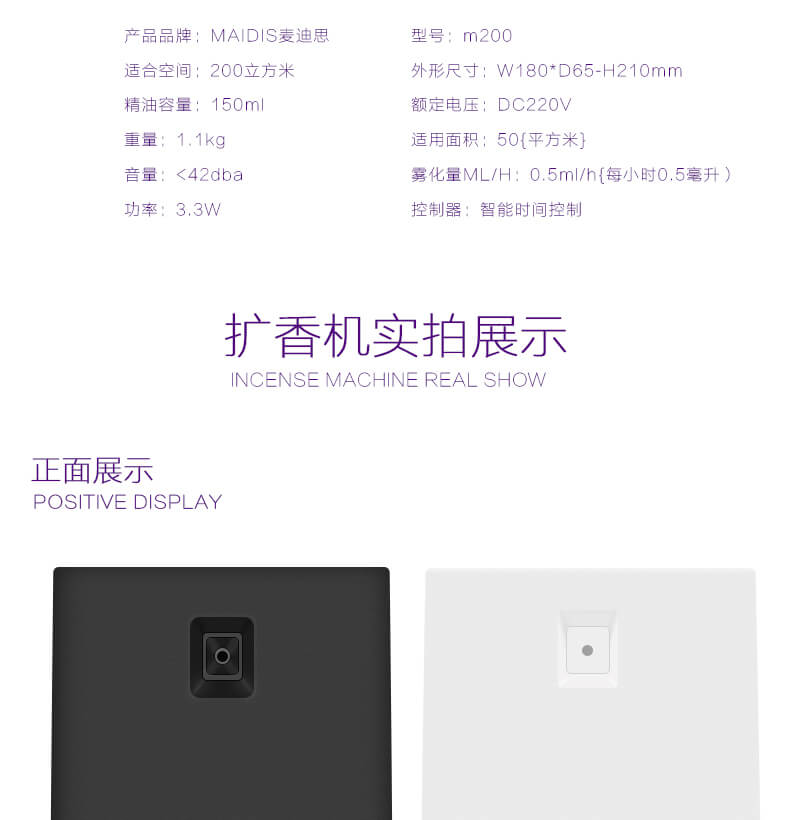 产品品牌：MAIDIS麦迪思
型号：m200
适合空间：200立方米
外形尺寸：W180*D65-H210mm
精油容量：150ml
额定电压：DC220V
重量：1.1kg
适用面积：50{平方米}
音量：<42dba
雾化量ML/H：0.5ml/h{每小时0.5毫升）
功率：3.3W
控制器：智能时间控制
扩香机实拍展示
INCENSE MACHINE REAL SHOW
正面展示
POSITIVE DISPLAY